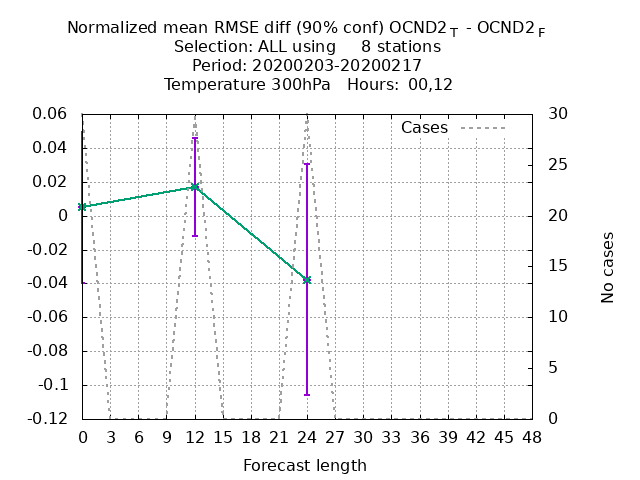 Normalized mean RMSE diff (90% conf) OCND2 T - OCND2 F
Selection: ALL using 8 stations
Period: 20200203-20200217
Temperature 300hPa Hours: 00,12
Cases
0.06
0.04
0.02
0
-0.02
-0.04
-0.06
-0.08
-0.1
-0.12
30
25
20
15
10
5
0
No cases
0 3 6 9 12 15 18 21 24 27 30 33 36 39 42 45 48
Forecast length